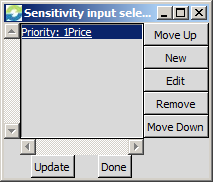 Sensitivity input sele...
Priority: 1Price
Move Up
New
Edit
Remove
Move Down
Update
Done